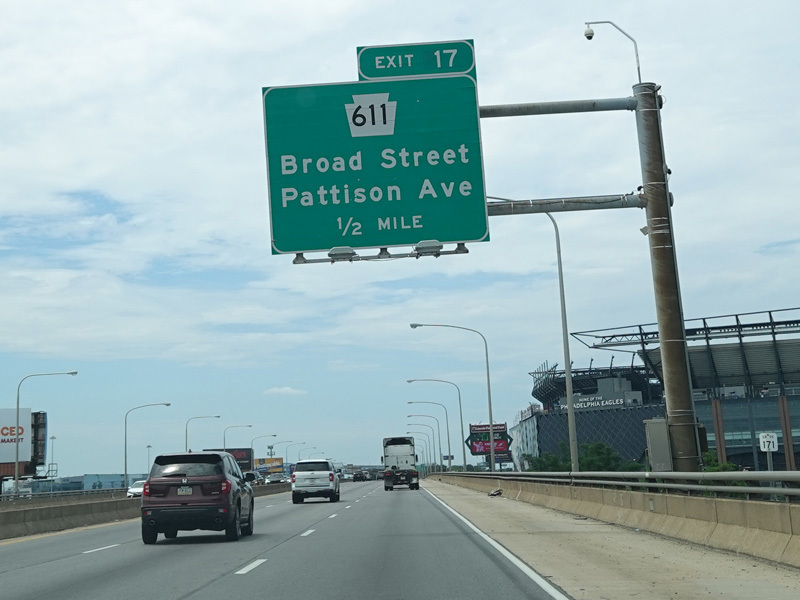 EXIT 17
611
Broad Street
Pattison Ave
1/2 MILE
HOME OF THE
PHILADELPHIA EAGLES
CED
MARKET
171